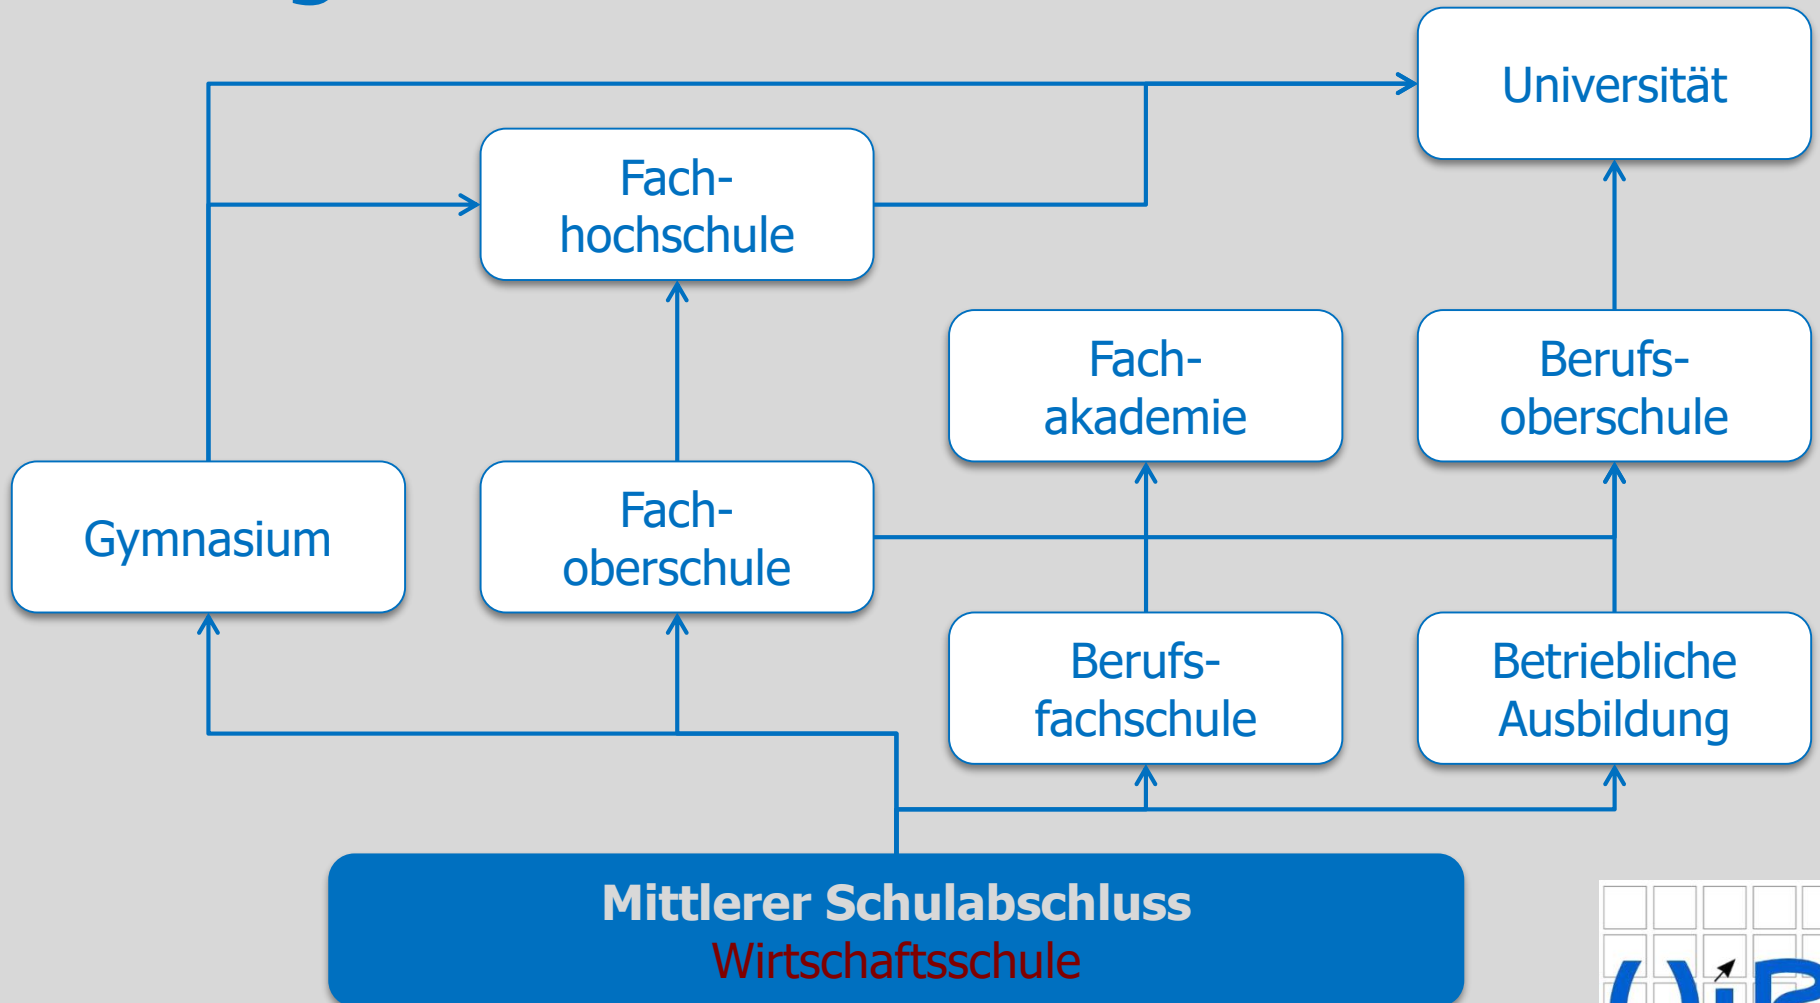 Universität
Fach-
hochschule
Fach-
akademie
Berufs-
oberschule
Gymnasium
Fach-
oberschule
Berufs-
fachschule
Betriebliche
Ausbildung
Mittlerer Schulabschluss
Wirtschaftsschule